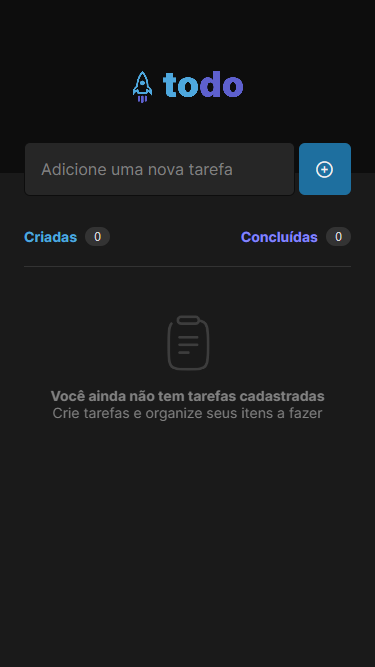 todo
Adicione uma nova tarefa
Criadas 0 Concluídas 0
Você ainda não tem tarefas cadastradas
Crie tarefas e organize seus itens a fazer